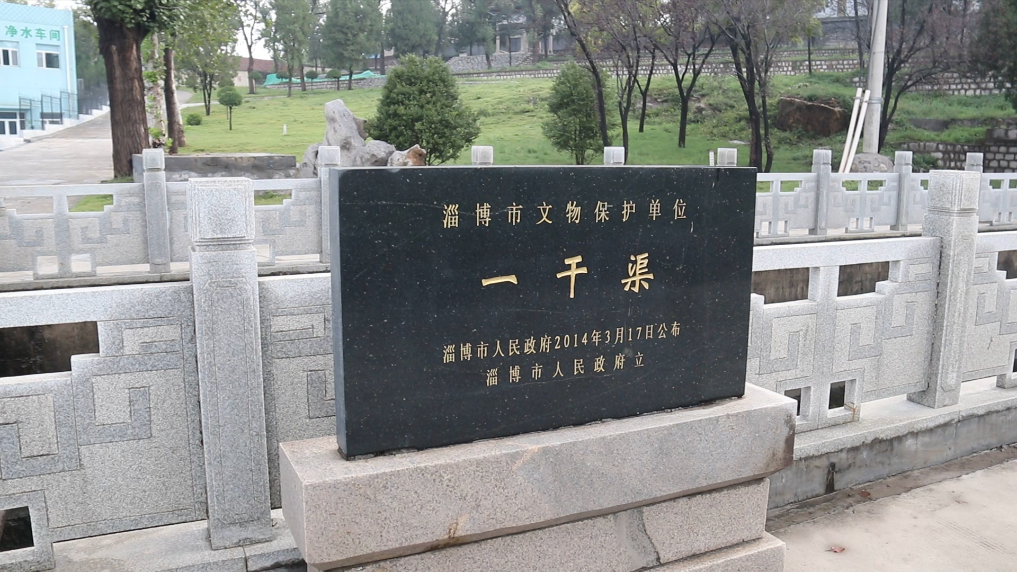 净水车间
淄博市文物保护单位
一干渠
淄博市人民政府2014年3月17日公布
淄博市人民政府立